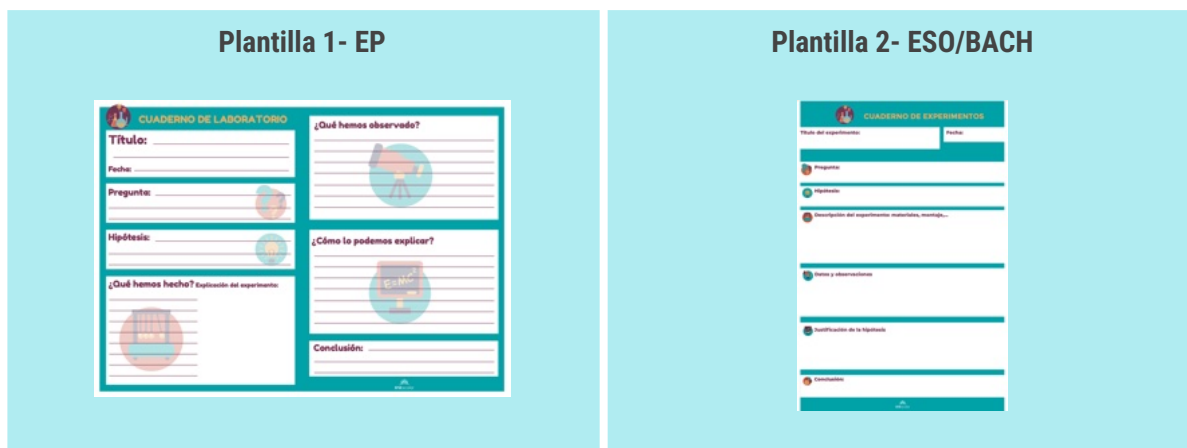 Plantilla 1- EP
CUADERNO DE LABORATORIO
Título:
Fecha:
Pregunta:
Hipótesis:
¿Qué hemos hecho? Explicación del experimento:
¿Qué hemos observado?
¿Cómo lo podemos explicar?
E=MC²
Conclusión:
Plantilla 2- ESO/BACH
CUADERNO DE EXPERIMENTOS
Título del experimento:
Fecha:
Pregunta:
Hipótesis:
Descripción del experimento: materiales, montaje,...
Datos y observaciones
Justificación de la hipótesis
Conclusión: